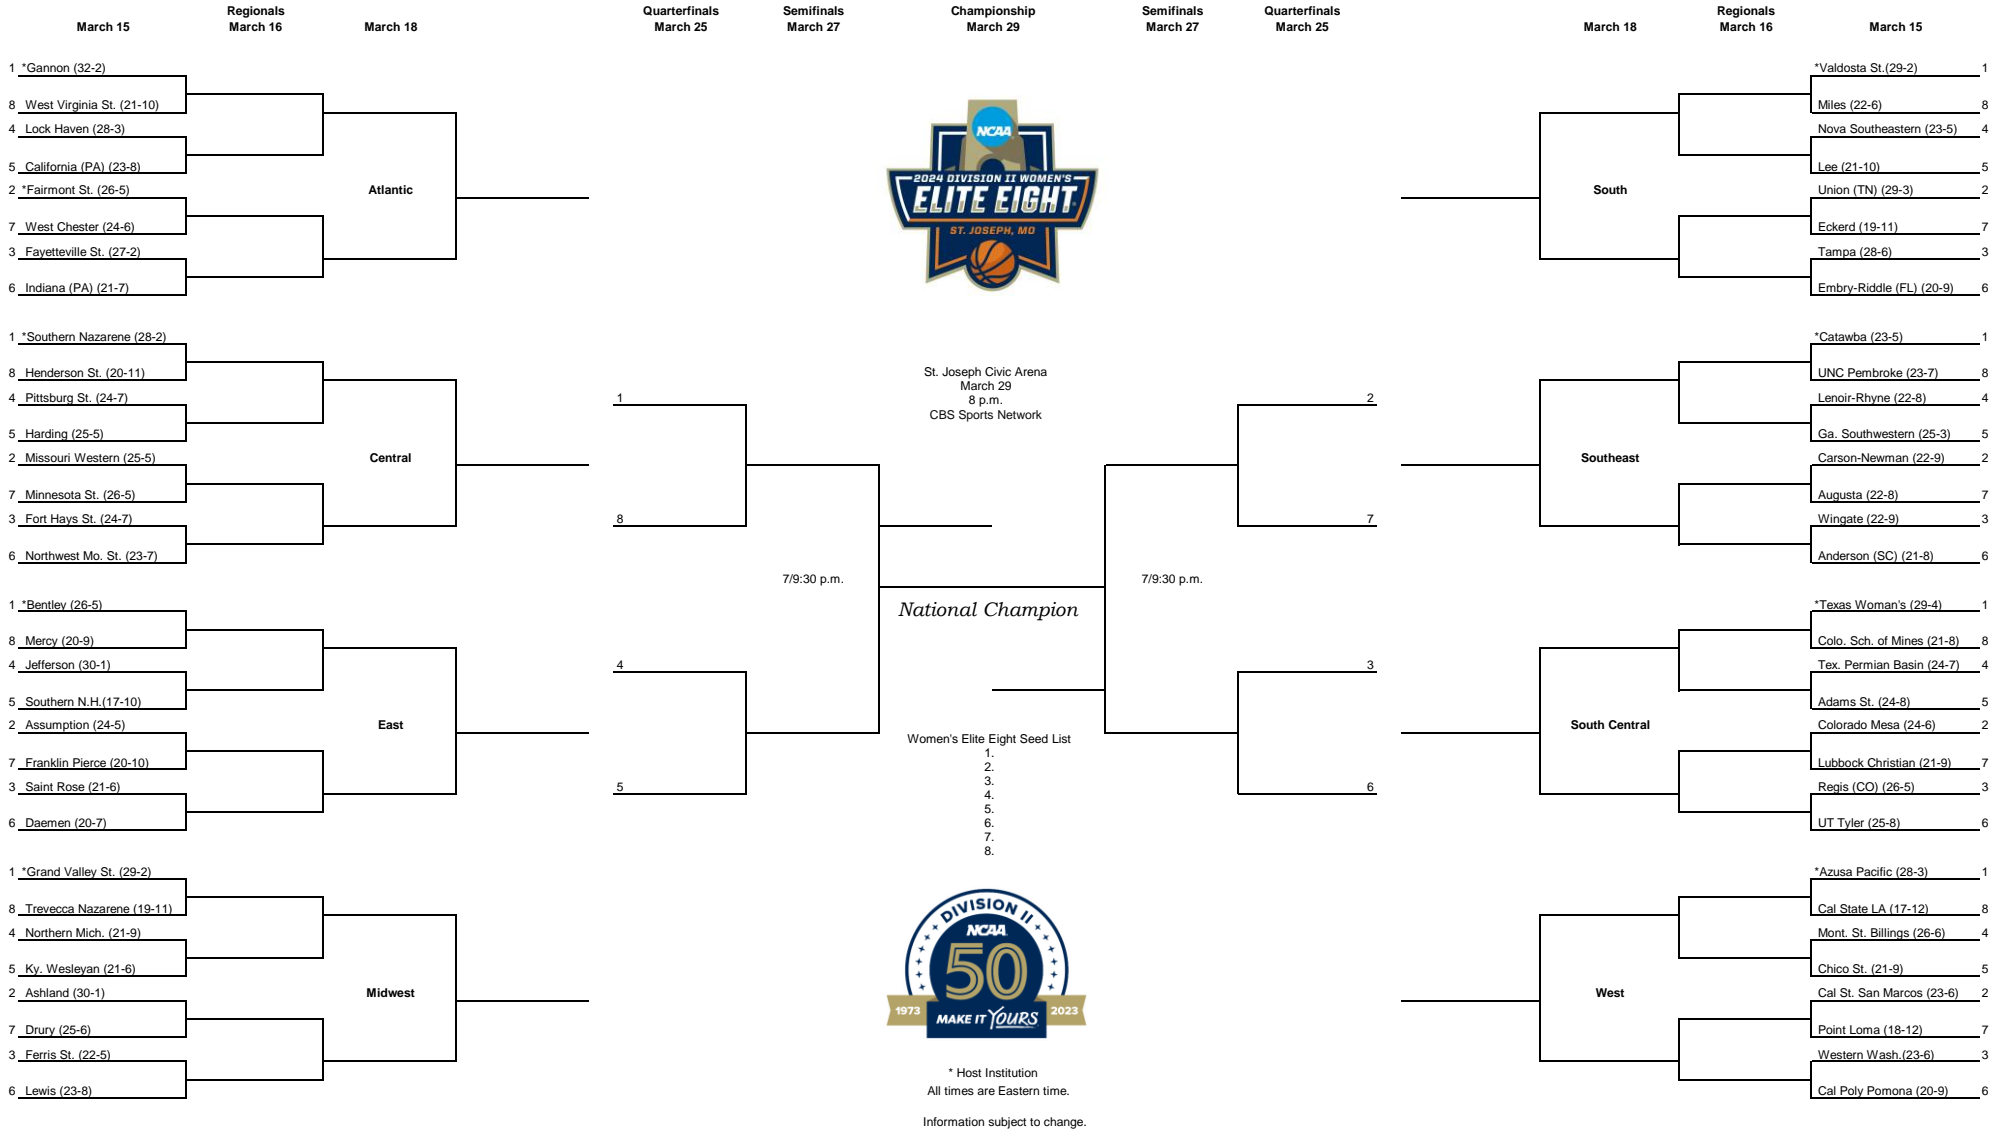 Regionals
March 15 March 16 March 18
Quarterfinals Semifinals Championship Semifinals Quarterfinals
March 25 March 27 March 29 March 27 March 25
Regionals
March 18 March 16 March 15
1 *Gannon (32-2)
8 West Virginia St. (21-10)
4 Lock Haven (28-3)
5 California (PA) (23-8)
2 *Fairmont St. (26-5)
Atlantic
7 West Chester (24-6)
3 Fayetteville St. (27-2)
6 Indiana (PA) (21-7)
1 *Southern Nazarene (28-2)
8 Henderson St. (20-11)
4 Pittsburg St. (24-7)
5 Harding (25-5)
2 Missouri Western (25-5)
Central
7 Minnesota St. (26-5)
3 Fort Hays St. (24-7)
6 Northwest Mo. St. (23-7)
1 *Bentley (26-5)
8 Mercy (20-9)
4 Jefferson (30-1)
5 Southern N.H.(17-10)
2 Assumption (24-5)
East
7 Franklin Pierce (20-10)
3 Saint Rose (21-6)
6 Daemen (20-7)
1 *Grand Valley St. (29-2)
8 Trevecca Nazarene (19-11)
4 Northern Mich. (21-9)
5 Ky. Wesleyan (21-6)
2 Ashland (30-1)
Midwest
7 Drury (25-6)
3 Ferris St. (22-5)
6 Lewis (23-8)
1
8
4
5
7/9:30 p.m.
NCAA
2024 DIVISION II WOMEN'S
ELITE EIGHT
ST. JOSEPH, MO
St. Joseph Civic Arena
March 29
8 p.m.
CBS Sports Network
National Champion
Women's Elite Eight Seed List
1.
2.
3.
4.
5.
6.
7.
8.
DIVISION II
NCAA
50
1973 MAKE IT YOURS 2023
* Host Institution
All times are Eastern time.
Information subject to change.
7/9:30 p.m.
2
7
3
6
*Valdosta St.(29-2) 1
Miles (22-6) 8
Nova Southeastern (23-5) 4
Lee (21-10) 5
South
Union (TN) (29-3) 2
Eckerd (19-11) 7
Tampa (28-6) 3
Embry-Riddle (FL) (20-9) 6
*Catawba (23-5) 1
UNC Pembroke (23-7) 8
Lenoir-Rhyne (22-8) 4
Ga. Southwestern (25-3) 5
Southeast
Carson-Newman (22-9) 2
Augusta (22-8) 7
Wingate (22-9) 3
Anderson (SC) (21-8) 6
*Texas Woman's (29-4) 1
Colo. Sch. of Mines (21-8) 8
Tex. Permian Basin (24-7) 4
Adams St. (24-8) 5
South Central
Colorado Mesa (24-6) 2
Lubbock Christian (21-9) 7
Regis (CO) (26-5) 3
UT Tyler (25-8) 6
*Azusa Pacific (28-3) 1
Cal State LA (17-12) 8
Mont. St. Billings (26-6) 4
Chico St. (21-9) 5
West
Cal St. San Marcos (23-6) 2
Point Loma (18-12) 7
Western Wash.(23-6) 3
Cal Poly Pomona (20-9) 6